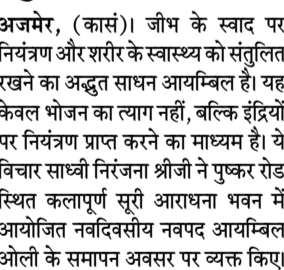 अजमेर, (कासं)। जीभ के स्वाद पर
नियंत्रण और शरीर के स्वास्थ्य को संतुलित
रखने का अद्भुत साधन आयम्बिल है। यह
केवल भोजन का त्याग नहीं, बल्कि इंद्रियों
पर नियंत्रण प्राप्त करने का माध्यम है। ये
विचार साध्वी निरंजना श्रीजी ने पुष्कर रोड
स्थित कलापूर्ण सूरी आराधना भवन में
आयोजित नवदिवसीय नवपद आयम्बिल
ओली के समापन अवसर पर व्यक्त किए।